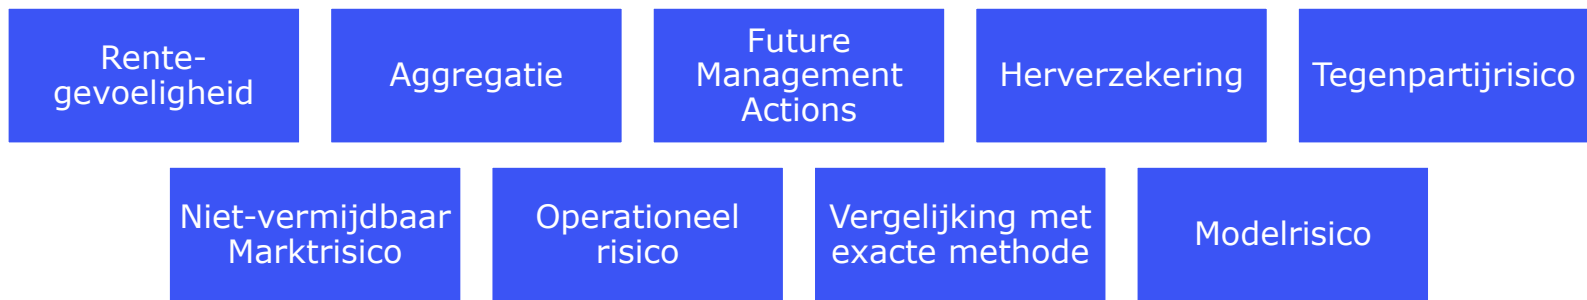 Rente-
gevoeligheid
Aggregatie
Future
Management
Actions
Herverzekering
Tegenpartijrisico
Niet-vermijdbaar
Marktrisico
Operationeel
risico
Vergelijking met
exacte methode
Modelrisico